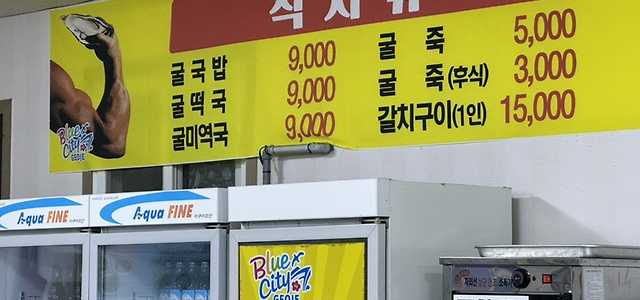 식사류
굴국밥 9,000
굴떡국 9,000
굴미역국 9,000
굴 죽 5,000
굴 죽(후식) 3,000
갈치구이(1인) 15,000
Blue City GEOJE
Aqua FINE
Aqua FINE
Blue City GEOJE